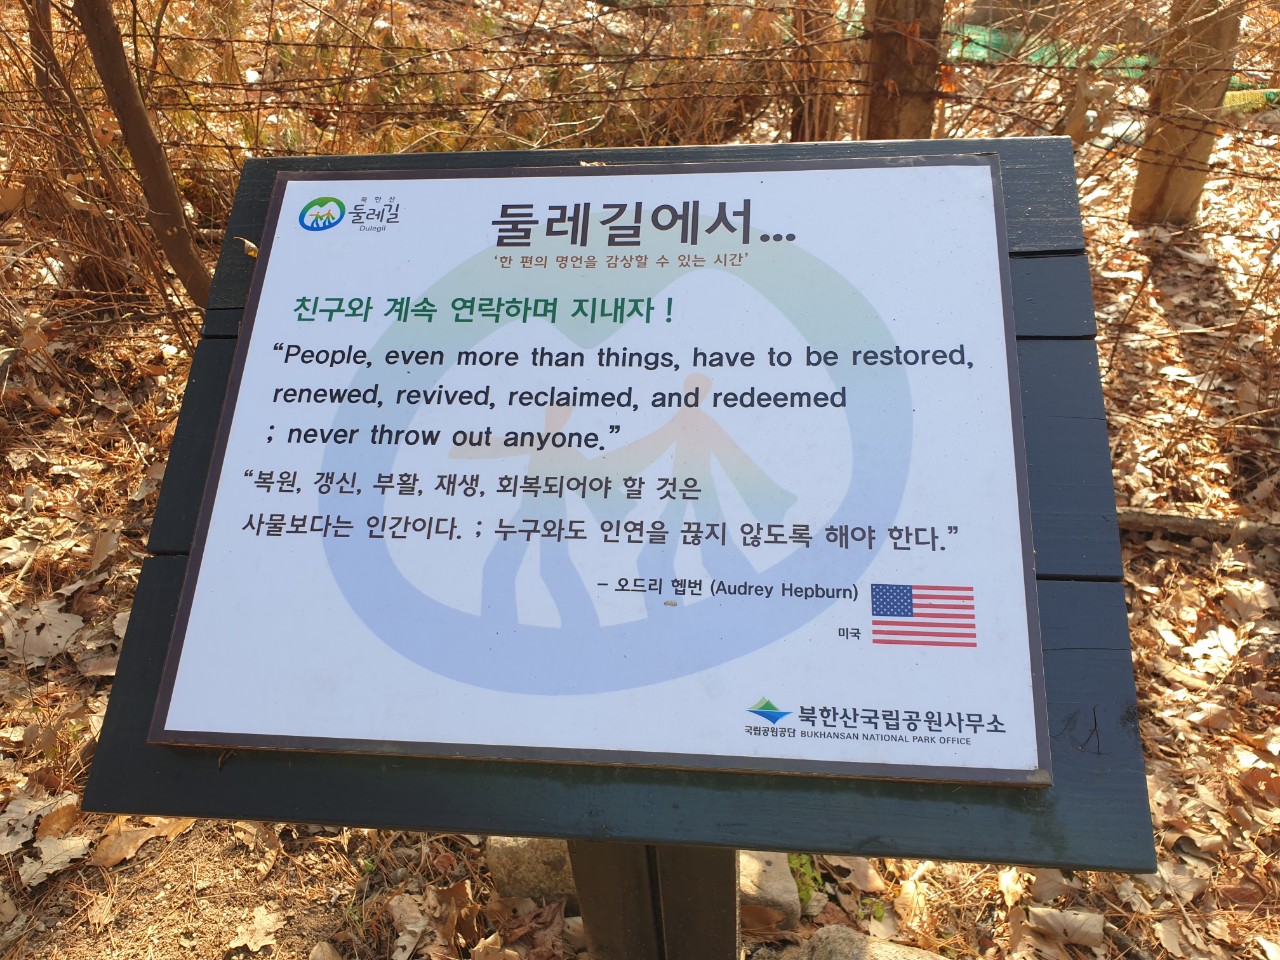 북한산
둘레길
Dulegil
둘레길에서...
‘한 편의 명언을 감상할 수 있는 시간’
친구와 계속 연락하며 지내자 !
“People, even more than things, have to be restored,
renewed, revived, reclaimed, and redeemed
; never throw out anyone.”
“복원, 갱신, 부활, 재생, 회복되어야 할 것은
사물보다는 인간이다. ; 누구와도 인연을 끊지 않도록 해야 한다.”
- 오드리 헵번 (Audrey Hepburn)
미국
국립공원공단
북한산국립공원사무소
BUKHANSAN NATIONAL PARK OFFICE